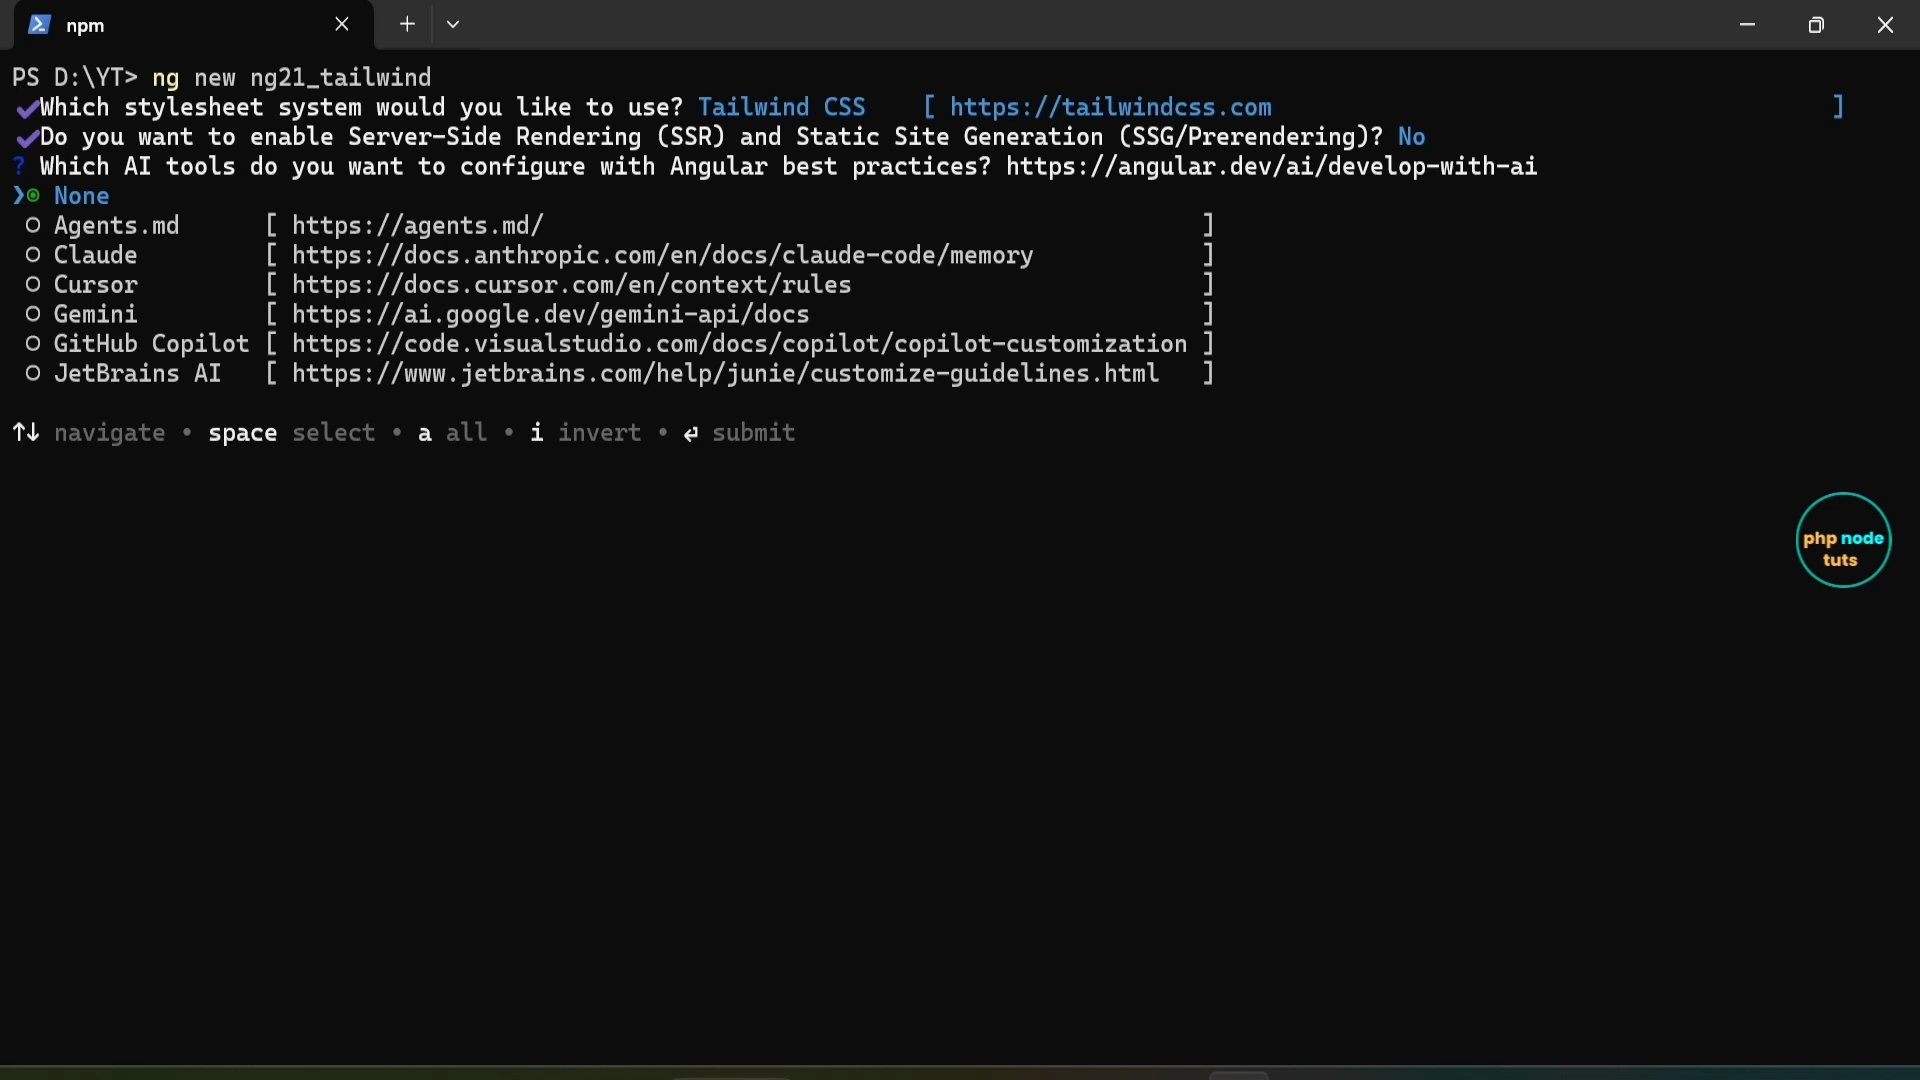 npm
PS D:\YT> ng new ng21_tailwind
✔Which stylesheet system would you like to use? Tailwind CSS    [ https://tailwindcss.com                                        ]
✔Do you want to enable Server-Side Rendering (SSR) and Static Site Generation (SSG/Prerendering)? No
? Which AI tools do you want to configure with Angular best practices? https://angular.dev/ai/develop-with-ai
❯◉ None
○ Agents.md      [ https://agents.md/                                               ]
○ Claude         [ https://docs.anthropic.com/en/docs/claude-code/memory            ]
○ Cursor         [ https://docs.cursor.com/en/context/rules                         ]
○ Gemini         [ https://ai.google.dev/gemini-api/docs                            ]
○ GitHub Copilot [ https://code.visualstudio.com/docs/copilot/copilot-customization ]
○ JetBrains AI   [ https://www.jetbrains.com/help/junie/customize-guidelines.html   ]
↑↓ navigate • space select • a all • i invert • ⏎ submit
php node
tuts